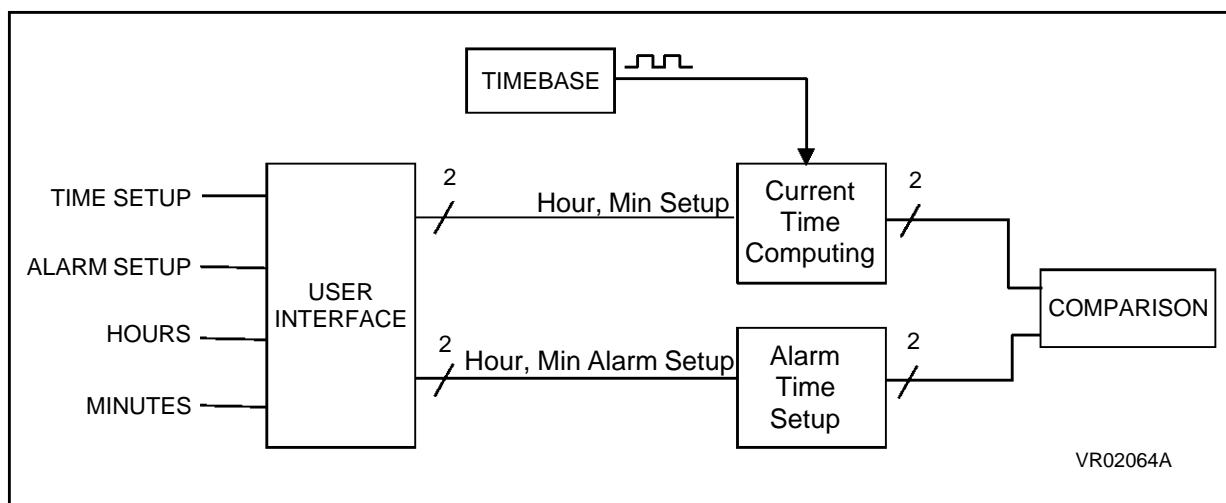 TIMEBASE
TIME SETUP
ALARM SETUP
HOURS
MINUTES
USER
INTERFACE
2
Hour, Min Setup
Current
Time
Computing
2
2
Hour, Min Alarm Setup
Alarm
Time
Setup
2
COMPARISON
VR02064A